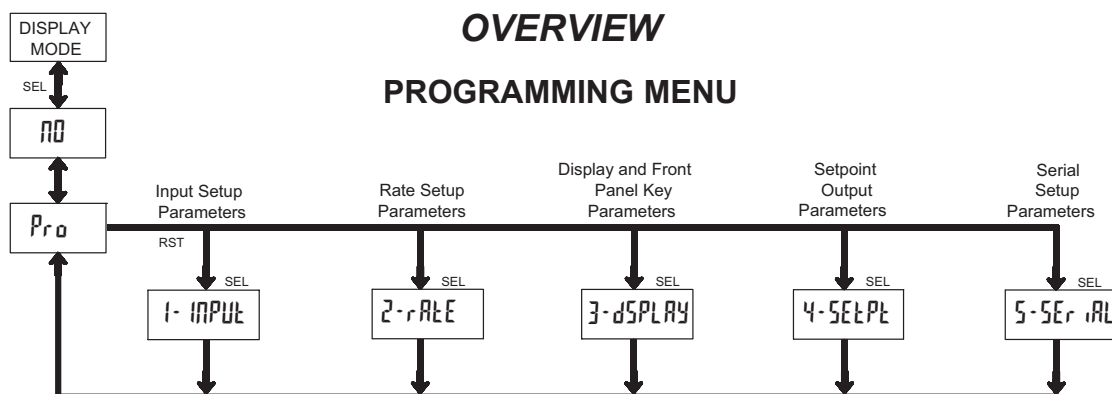 OVERVIEW
PROGRAMMING MENU
DISPLAY
MODE
SEL
NO
Pro
RST
Input Setup
Parameters
SEL
1-INPUt
Rate Setup
Parameters
SEL
2-rAtE
Display and Front
Panel Key
Parameters
SEL
3-dSPLAY
Setpoint
Output
Parameters
SEL
4-SEtPt
Serial
Setup
Parameters
SEL
5-SEriAL